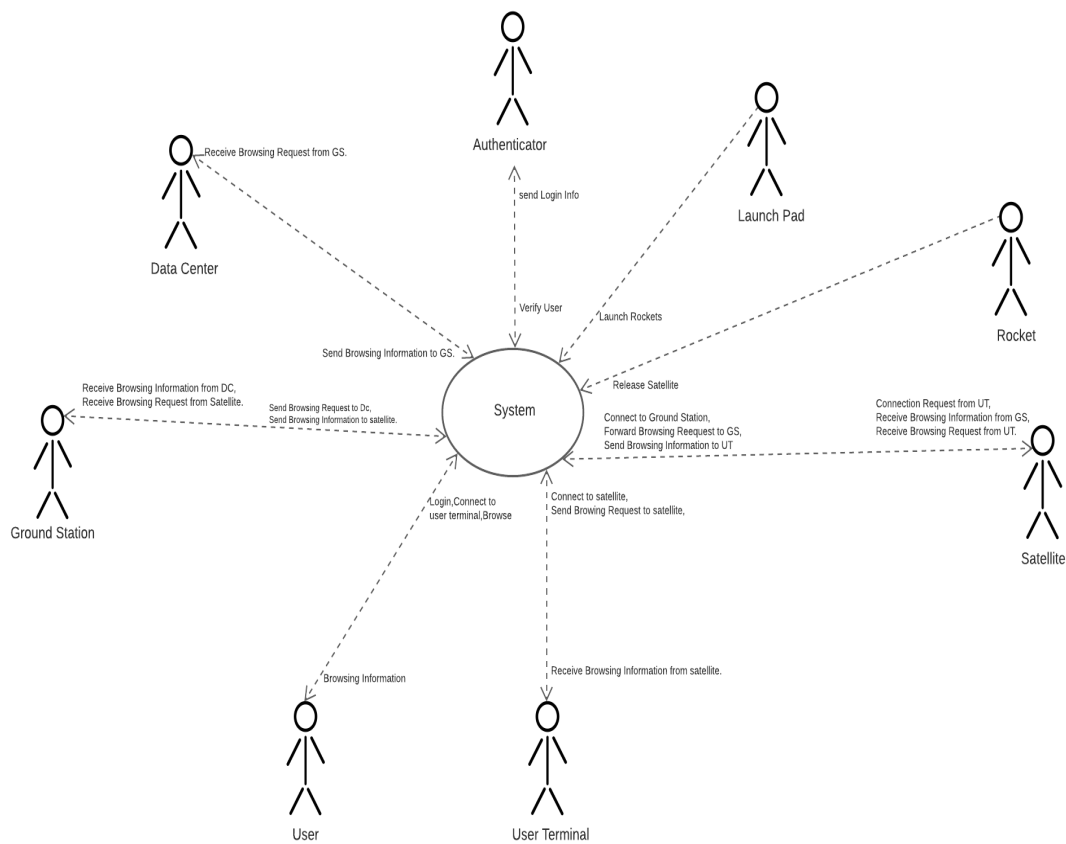 Authenticator
Receive Browsing Request from GS.
send Login Info
Launch Pad
Data Center
Verify User
Launch Rockets
Rocket
Send Browsing Information to GS.
Release Satellite
Receive Browsing Information from DC,
Receive Browsing Request from Satellite.
Send Browsing Request to Dc,
Send Browsing Information to satellite.
System
Connect to Ground Station,
Forward Browsing Reequest to GS,
Send Browsing Information to UT
Connection Request from UT,
Receive Browsing Information from GS,
Receive Browsing Request from UT.
Ground Station
Login,Connect to
user terminal,Browse
Connect to satellite,
Send Browing Request to satellite,
Satellite
Browsing Information
Receive Browsing Information from satellite.
User
User Terminal